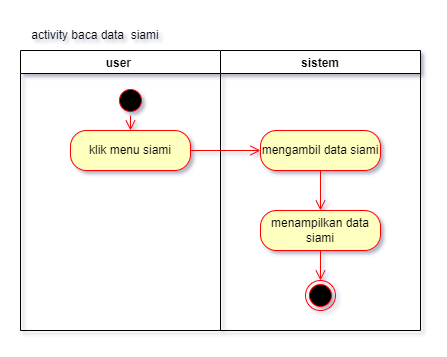 activity baca data siami
user
sistem
klik menu siami
mengambil data siami
menampilkan data
siami